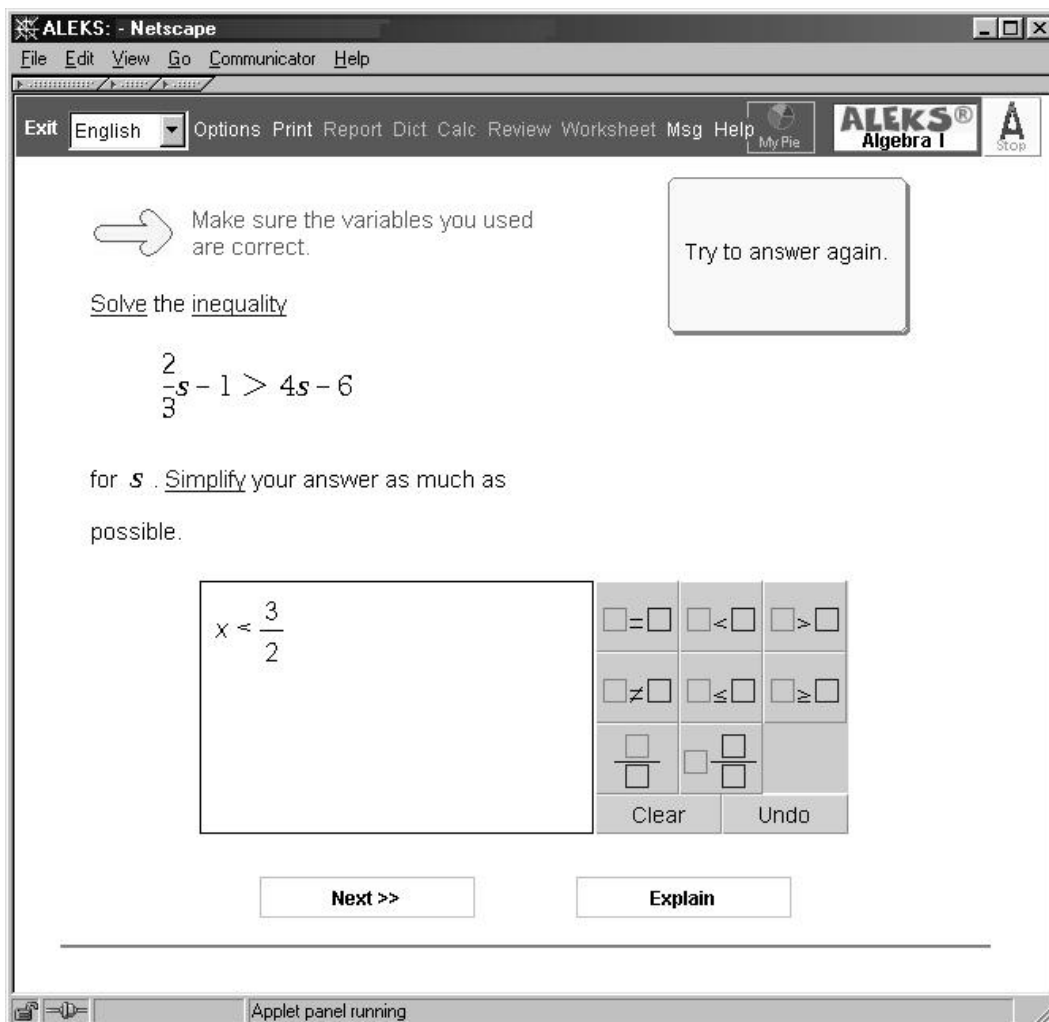 ALEKS: - Netscape
File Edit View Go Communicator Help
Exit English Options Print Report Dict Calc Review Worksheet Msg Help My Pie ALEKS® Algebra I Stop
Make sure the variables you used
are correct.
Try to answer again.
Solve the inequality
2/3 s - 1 > 4s - 6
for s . Simplify your answer as much as
possible.
x < 3/2
□=□ □<□ □>□
□≠□ □≤□ □≥□
Clear Undo
Next >> Explain
Applet panel running